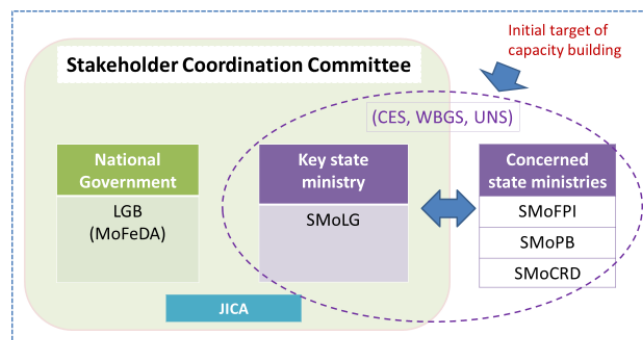 Initial target of
capacity building
Stakeholder Coordination Committee
(CES, WBGS, UNS)
National
Government
LGB
(MoFeDA)
Key state
ministry
SMoLG
Concerned
state ministries
SMoFPI
SMoPB
SMoCRD
JICA